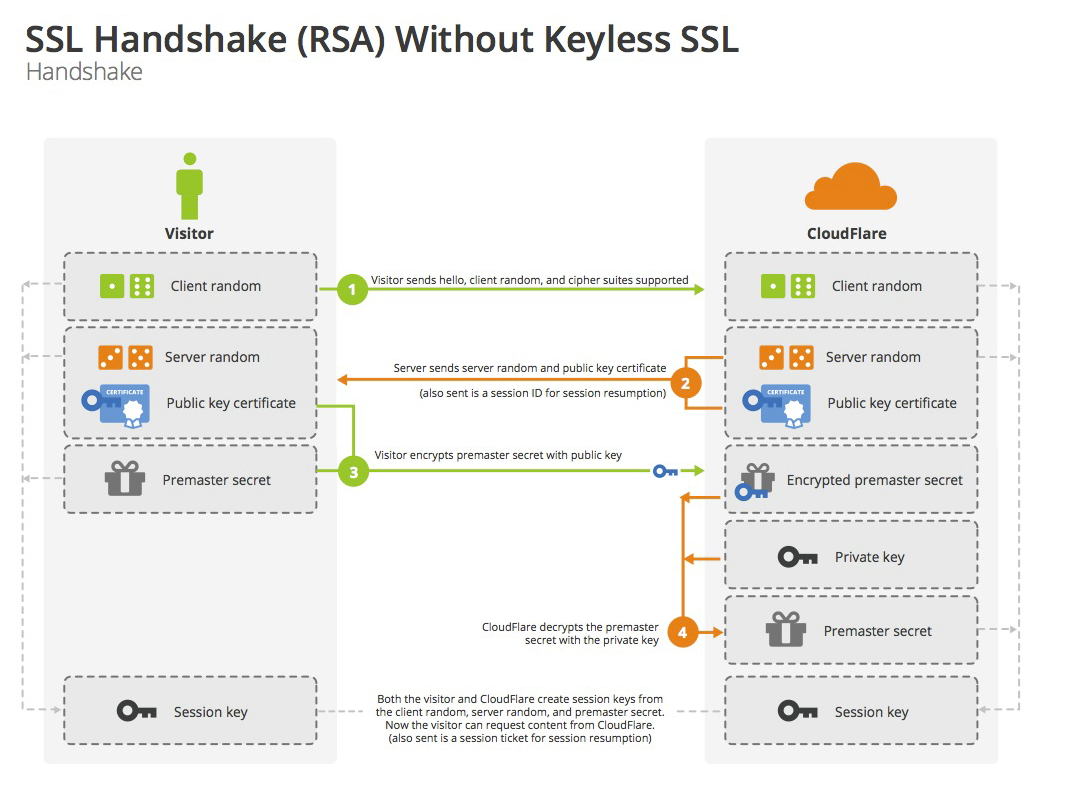 SSL Handshake (RSA) Without Keyless SSL
Handshake
Visitor
CloudFlare
Client random
1
Visitor sends hello, client random, and cipher suites supported
Client random
Server random
CERTIFICATE
Public key certificate
Server sends server random and public key certificate
(also sent is a session ID for session resumption)
2
Server random
CERTIFICATE
Public key certificate
Premaster secret
3
Visitor encrypts premaster secret with public key
Encrypted premaster secret
Private key
CloudFlare decrypts the premaster
secret with the private key
4
Premaster secret
Session key
Both the visitor and CloudFlare create session keys from
the client random, server random, and premaster secret.
Now the visitor can request content from CloudFlare.
(also sent is a session ticket for session resumption)
Session key